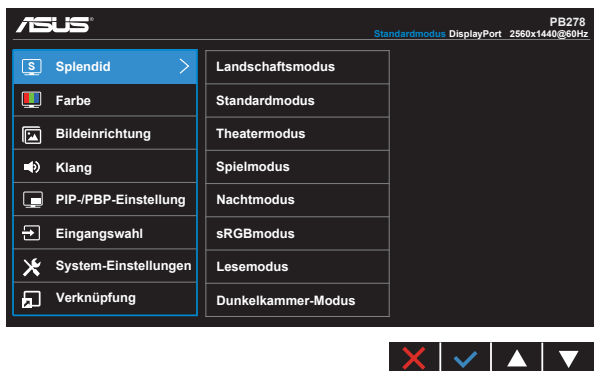 ASUS
PB278
Standardmodus DisplayPort 2560x1440@60Hz
S Splendid
Farbe
Bildeinrichtung
Klang
PIP-/PBP-Einstellung
Eingangswahl
System-Einstellungen
Verknüpfung
Landschaftsmodus
Standardmodus
Theatermodus
Spielmodus
Nachtmodus
sRGBmodus
Lesemodus
Dunkelkammer-Modus